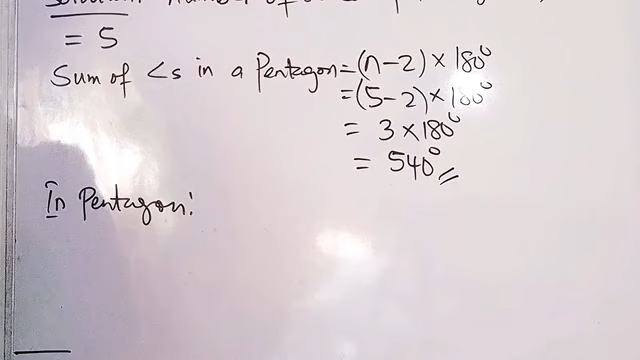 = 5
Sum of ∠s in a Pentagon = (n-2) × 180°
= (5-2) × 180°
= 3 × 180°
= 540°
In Pentagon: